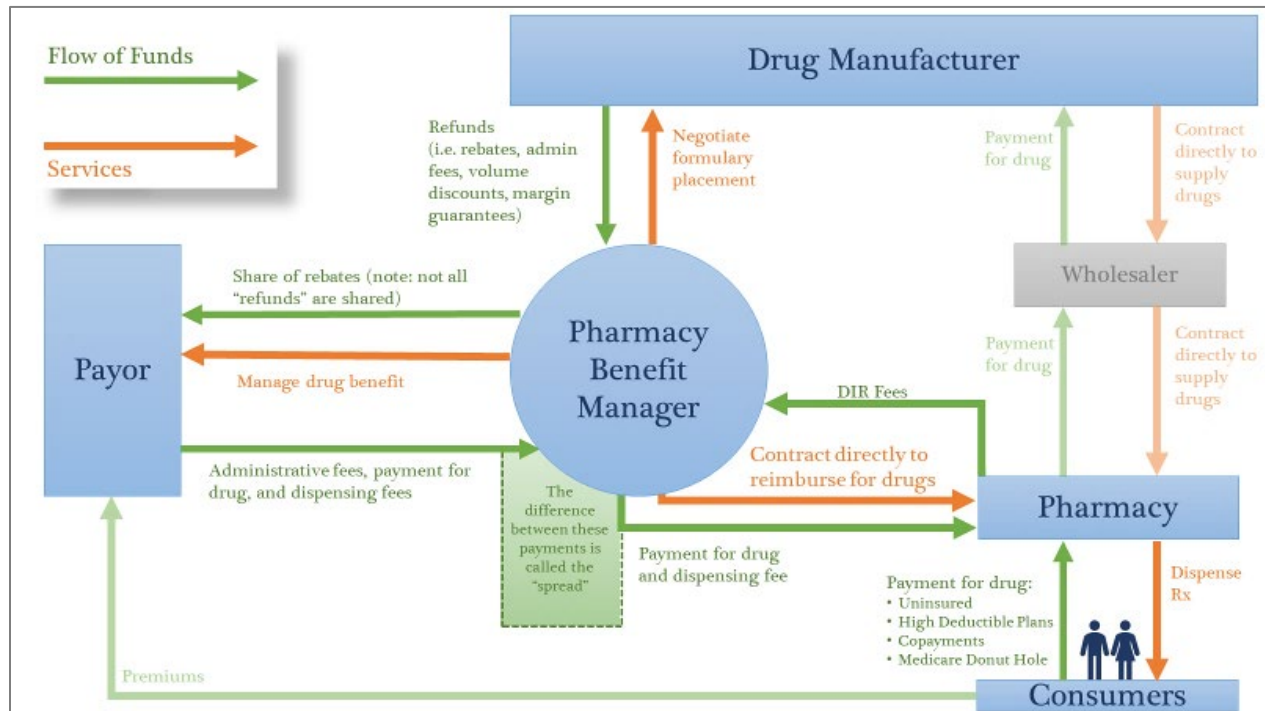 Flow of Funds
Services
Drug Manufacturer
Refunds
(i.e. rebates, admin
fees, volume
discounts, margin
guarantees)
Negotiate
formulary
placement
Payment
for drug
Contract
directly to
supply
drugs
Wholesaler
Share of rebates (note: not all
“refunds” are shared)
Payor
Manage drug benefit
Pharmacy
Benefit
Manager
Payment
for drug
Contract
directly to
supply
drugs
DIR Fees
Administrative fees, payment for
drug, and dispensing fees
Contract directly to
reimburse for drugs
The
difference
between these
payments is
called the
“spread”
Pharmacy
Payment for drug
and dispensing fee
Payment for drug:
• Uninsured
• High Deductible Plans
• Copayments
• Medicare Donut Hole
Dispense
Rx
Premiums
Consumers